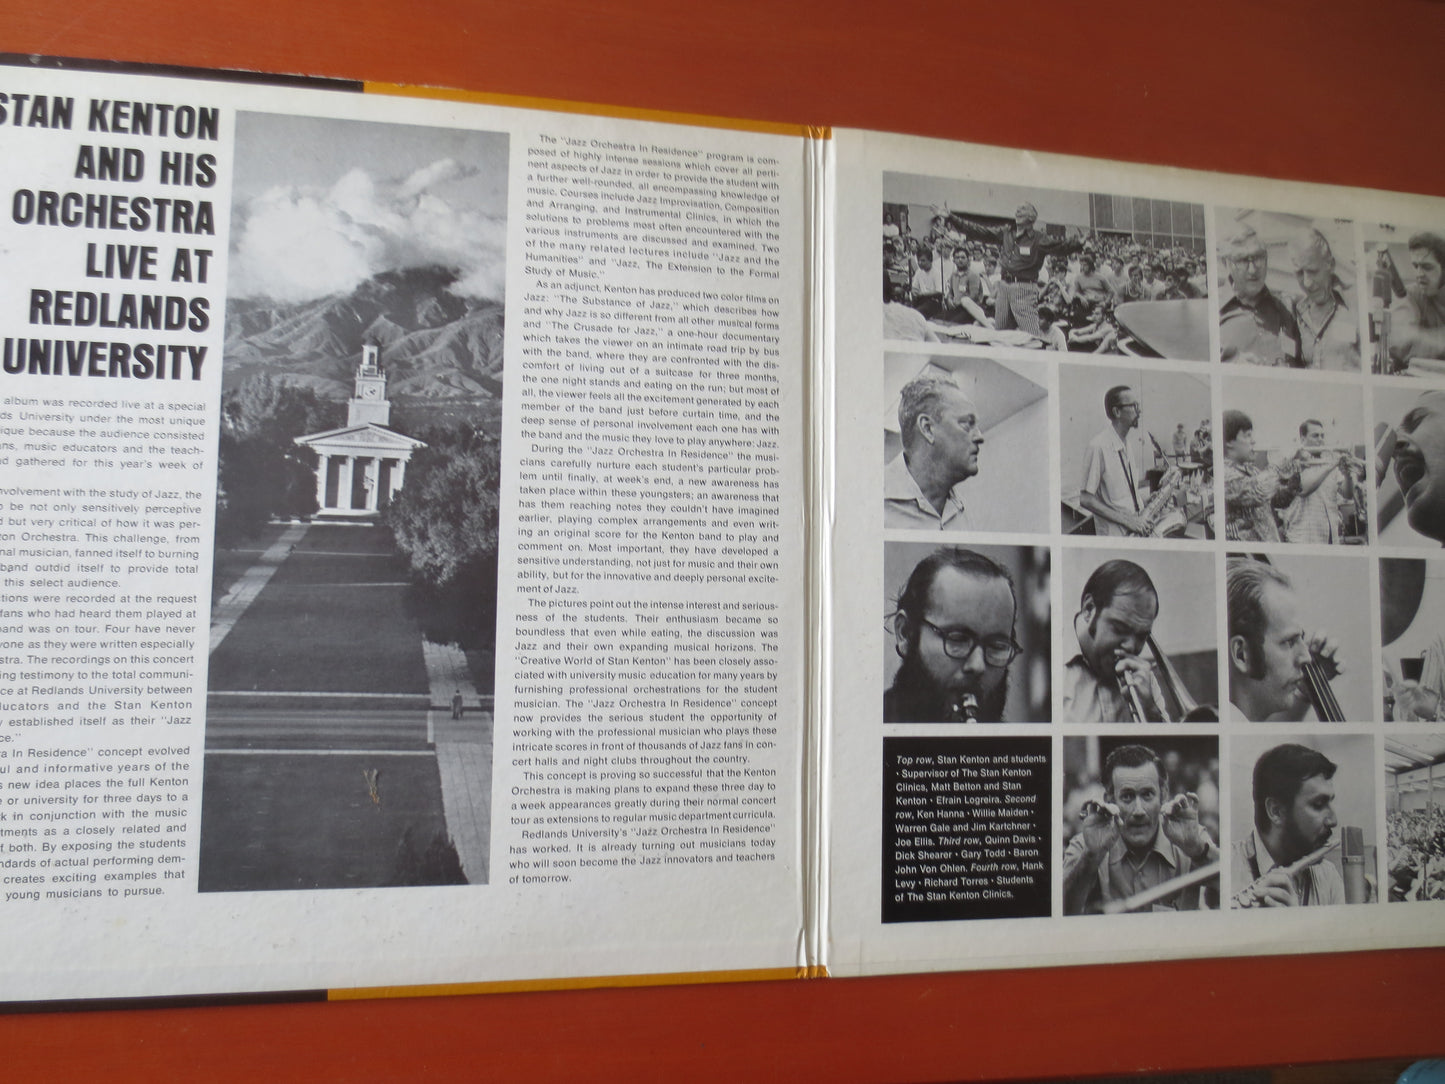 STAN KENTON
AND HIS
ORCHESTRA
LIVE AT
REDLANDS
UNIVERSITY
album was recorded live at a special
ds University under the most unique
ique because the audience consisted
ns, music educators and the teach-
d gathered for this year's week of
nvolvement with the study of Jazz, the
o be not only sensitively perceptive
d but very critical of how it was per-
ton Orchestra. This challenge, from
nal musician, fanned itself to burning
band outdid itself to provide total
this select audience.
tions were recorded at the request
fans who had heard them played at
and was on tour. Four have never
yone as they were written especially
stra. The recordings on this concert
ing testimony to the total communi-
ce at Redlands University between
ducators and the Stan Kenton
y established itself as their "Jazz
ce."
ra In Residence" concept evolved
ul and informative years of the
s new idea places the full Kenton
e or university for three days to a
rk in conjunction with the music
tments as a closely related and
f both. By exposing the students
ndards of actual performing dem-
creates exciting examples that
young musicians to pursue.
The "Jazz Orchestra In Residence" program is com-
posed of highly intense sessions which cover all perti-
nent aspects of Jazz in order to provide the student with
a further well-rounded, all encompassing knowledge of
music. Courses include Jazz Improvisation, Composition
and Arranging, and Instrumental Clinics, in which the
solutions to problems most often encountered with the
various instruments are discussed and examined. Two
of the many related lectures include "Jazz and the
Humanities" and "Jazz, The Extension to the Formal
Study of Music."
As an adjunct, Kenton has produced two color films on
Jazz: "The Substance of Jazz," which describes how
and why Jazz is so different from all other musical forms
and "The Crusade for Jazz," a one-hour documentary
which takes the viewer on an intimate road trip by bus
with the band, where they are confronted with the dis-
comfort of living out of a suitcase for three months,
the one night stands and eating on the run; but most of
all, the viewer feels all the excitement generated by each
member of the band just before curtain time, and the
deep sense of personal involvement each one has with
the band and the music they love to play anywhere: Jazz.
During the "Jazz Orchestra In Residence" the musi-
cians carefully nurture each student's particular prob-
lem until finally, at week's end, a new awareness has
taken place within these youngsters; an awareness that
has them reaching notes they couldn't have imagined
earlier, playing complex arrangements and even writ-
ing an original score for the Kenton band to play and
comment on. Most important, they have developed a
sensitive understanding, not just for music and their own
ability, but for the innovative and deeply personal excite-
ment of Jazz.
The pictures point out the intense interest and serious-
ness of the students. Their enthusiasm became so
boundless that even while eating, the discussion was
Jazz and their own expanding musical horizons. The
"Creative World of Stan Kenton" has been closely asso-
ciated with university music education for many years by
furnishing professional orchestrations for the student
musician. The "Jazz Orchestra In Residence" concept
now provides the serious student the opportunity of
working with the professional musician who plays these
intricate scores in front of thousands of Jazz fans in con-
cert halls and night clubs throughout the country.
This concept is proving so successful that the Kenton
Orchestra is making plans to expand these three day to
a week appearances greatly during their normal concert
tour as extensions to regular music department curricula.
Redlands University's "Jazz Orchestra In Residence"
has worked. It is already turning out musicians today
who will soon become the Jazz innovators and teachers
of tomorrow.
Top row, Stan Kenton and students
• Supervisor of The Stan Kenton
Clinics, Matt Betton and Stan
Kenton • Efrain Logreira. Second
row, Ken Hanna • Willie Maiden •
Warren Gale and Jim Kartchner •
Joe Ellis. Third row, Quinn Davis •
Dick Shearer • Gary Todd • Baron
John Von Ohlen. Fourth row, Hank
Levy • Richard Torres • Students
of The Stan Kenton Clinics.